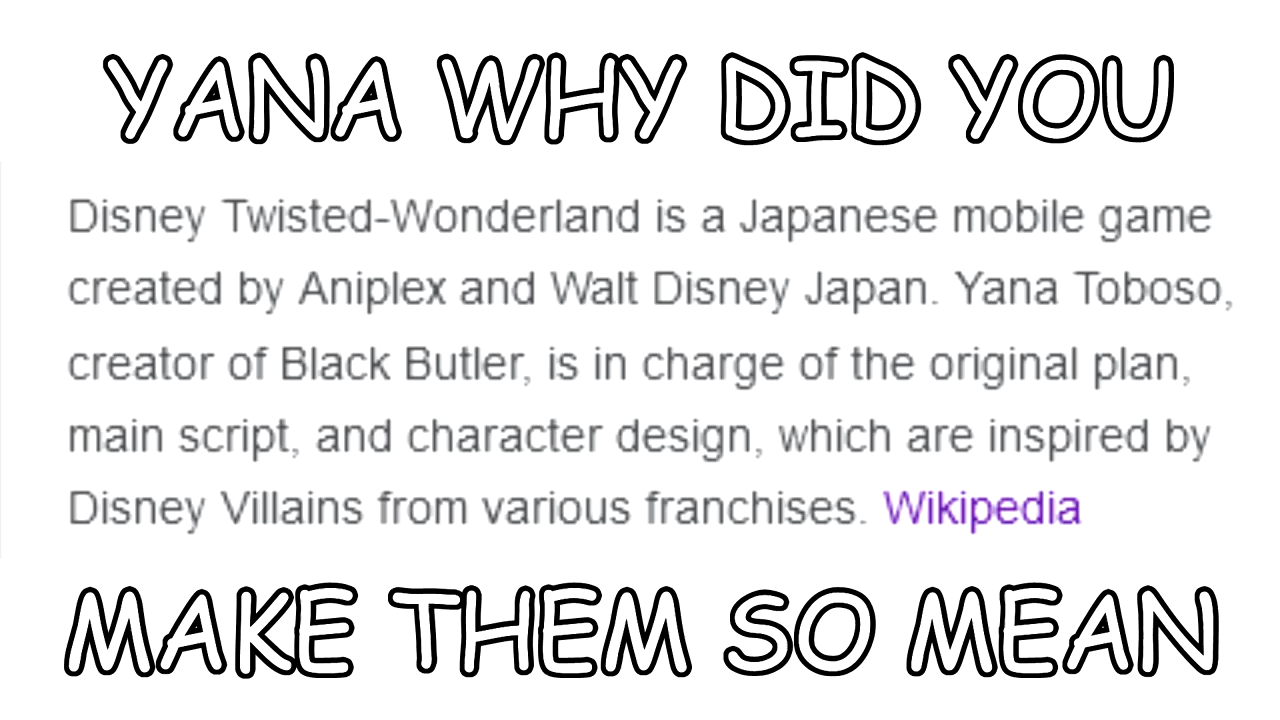 YANA WHY DID YOU
Disney Twisted-Wonderland is a Japanese mobile game
created by Aniplex and Walt Disney Japan. Yana Toboso,
creator of Black Butler, is in charge of the original plan,
main script, and character design, which are inspired by
Disney Villains from various franchises. Wikipedia
MAKE THEM SO MEAN